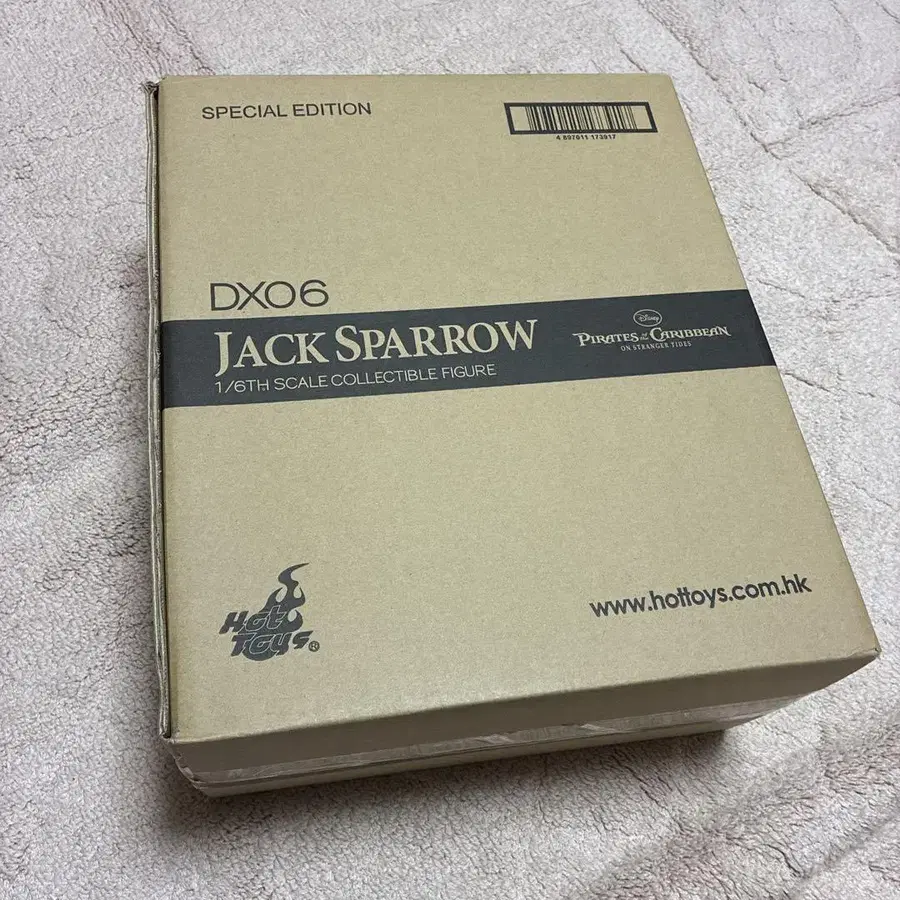 SPECIAL EDITION
4 897011 173917
DX06
JACK SPARROW
1/6TH SCALE COLLECTIBLE FIGURE
Disney
PIRATES of the CARIBBEAN
ON STRANGER TIDES
Hot
Toys®
www.hottoys.com.hk